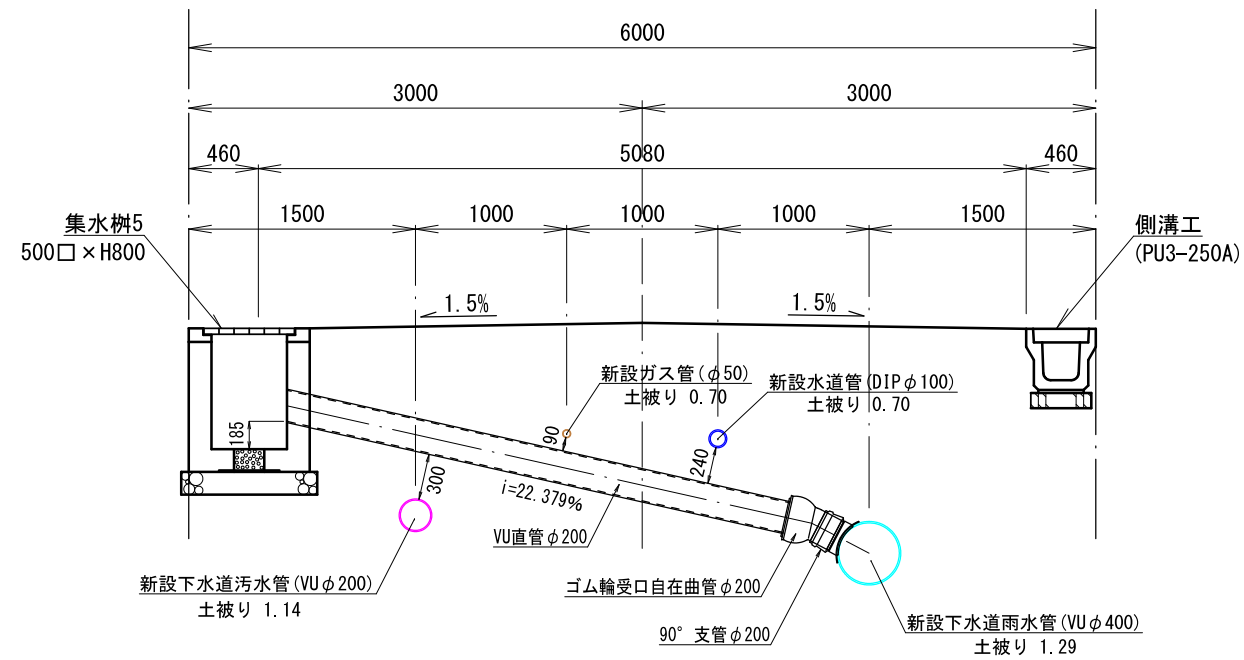 6000
3000
3000
460
5080
460
1500
1000
1000
1000
1500
集水桝5
500□×H800
側溝工
(PU3-250A)
1.5%
1.5%
新設ガス管(φ50)
土被り 0.70
新設水道管(DIPφ100)
土被り 0.70
185
90
240
300
i=22.379%
VU直管φ200
新設下水道汚水管(VUφ200)
土被り 1.14
ゴム輪受口自在曲管φ200
90° 支管φ200
新設下水道雨水管(VUφ400)
土被り 1.29